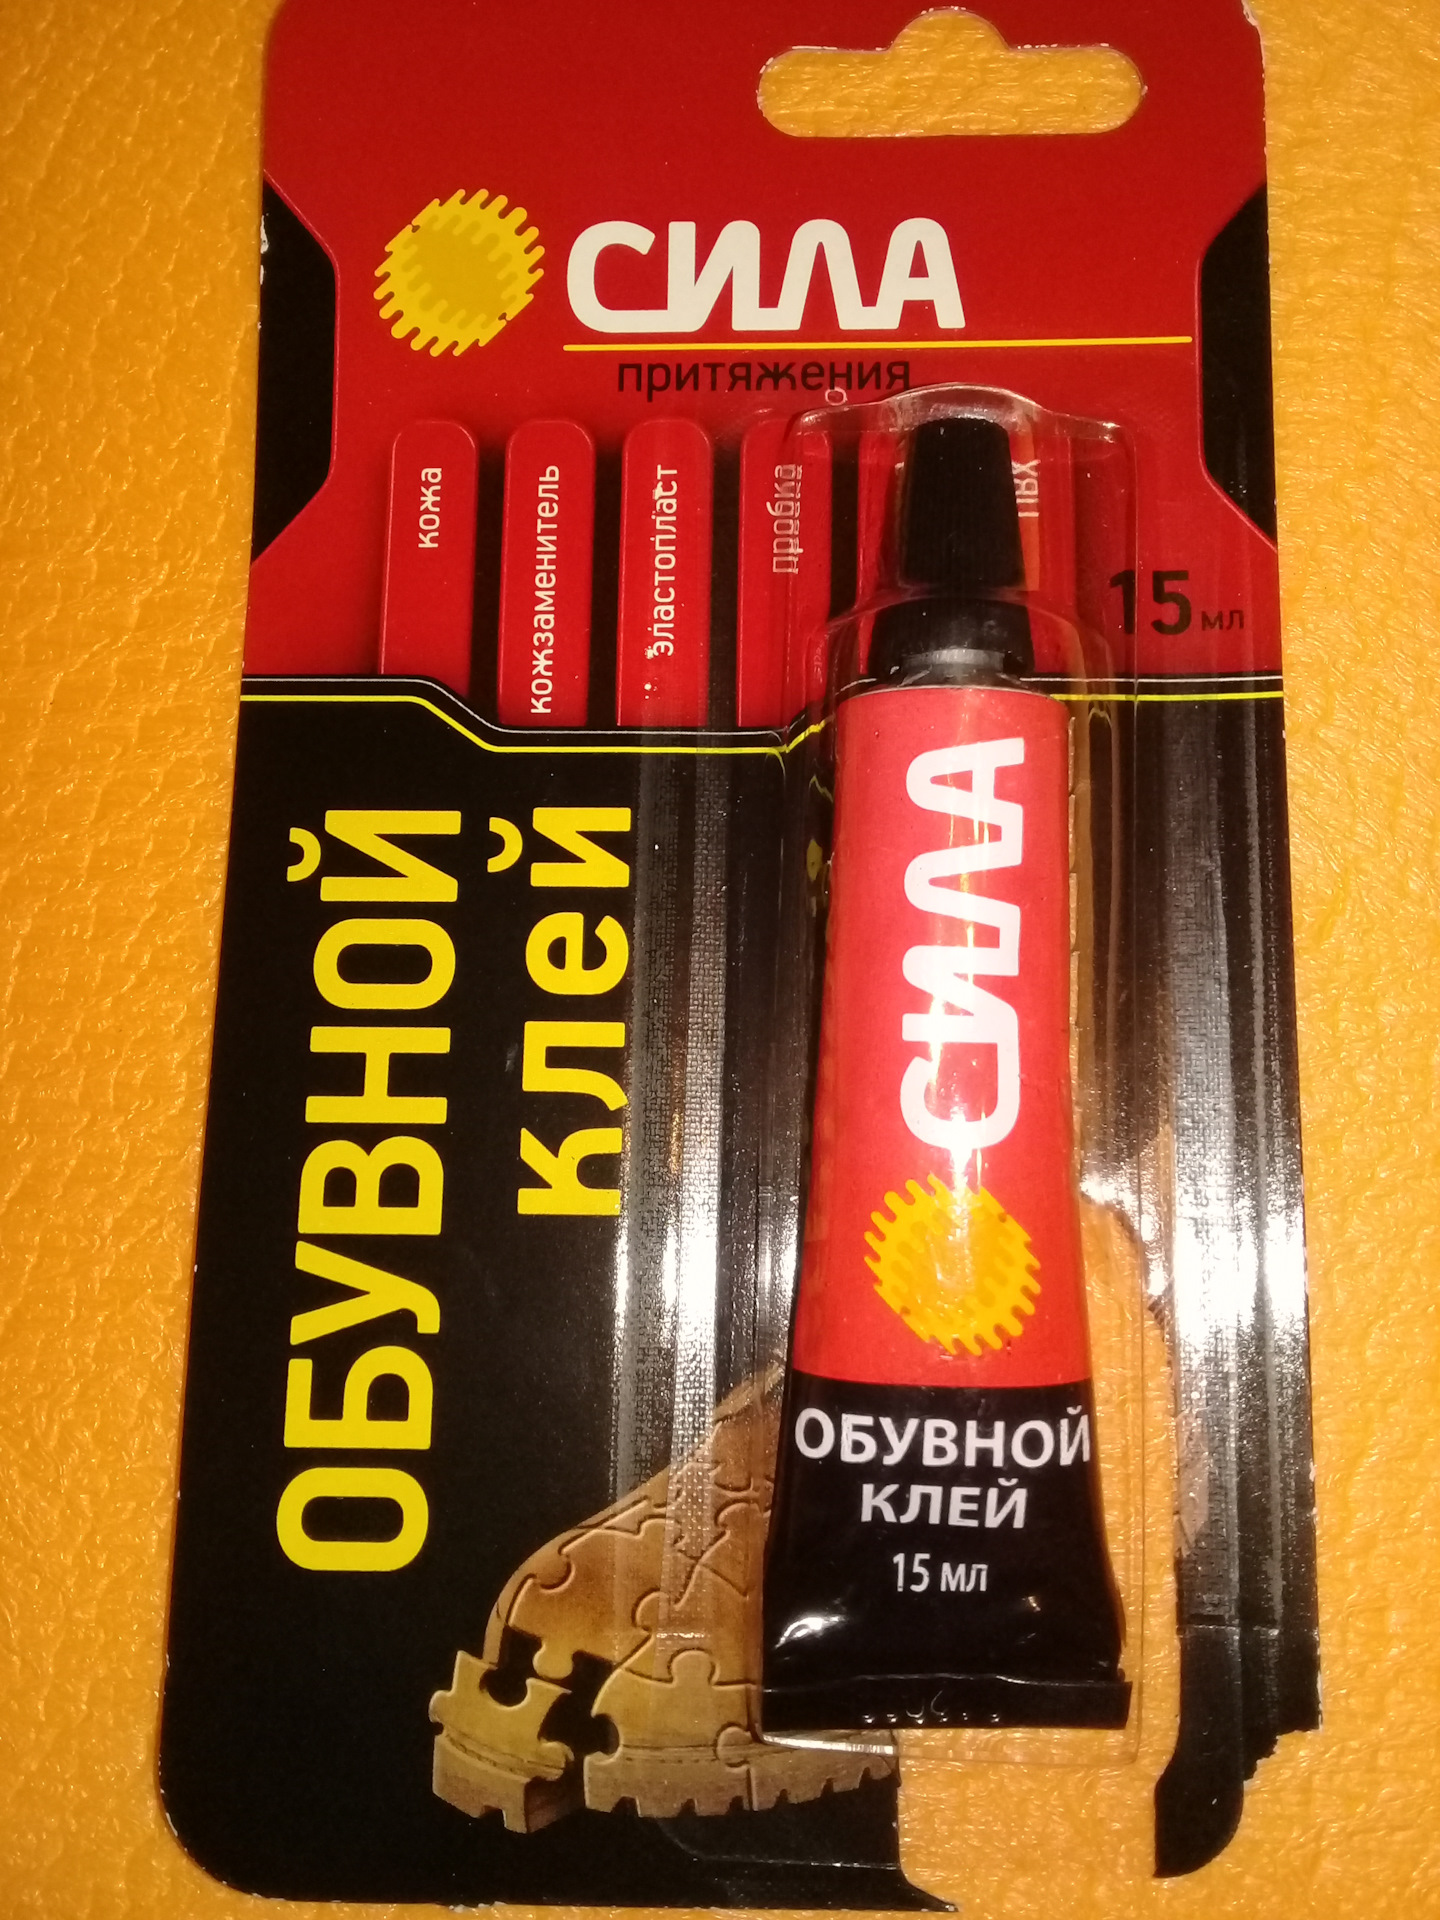 СИЛА
притяжения
кожа
кожзаменитель
эластопласт
пробка
ПВХ
15 мл
ОБУВНОЙ
клей
СИЛА
ОБУВНОЙ
КЛЕЙ
15 мл